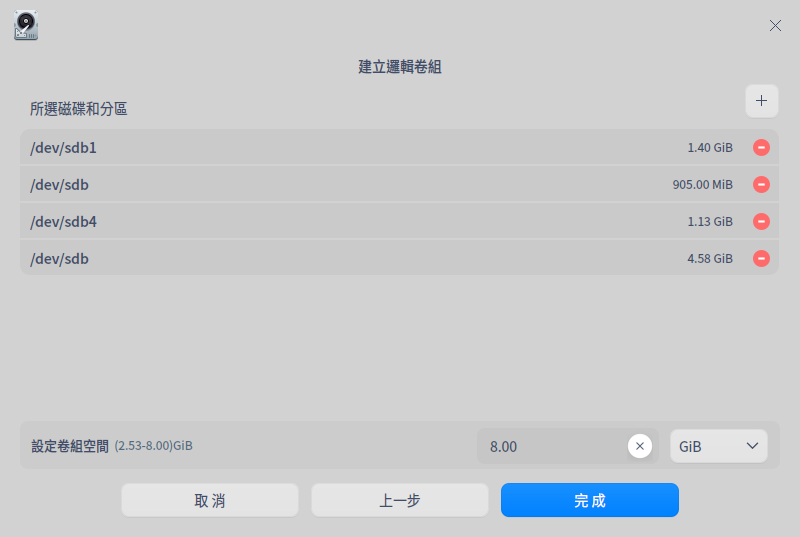 建立邏輯卷組
所選磁碟和分區
/dev/sdb1 1.40 GiB
/dev/sdb 905.00 MiB
/dev/sdb4 1.13 GiB
/dev/sdb 4.58 GiB
設定卷組空間 (2.53-8.00)GiB 8.00 GiB
取 消 上一步 完 成